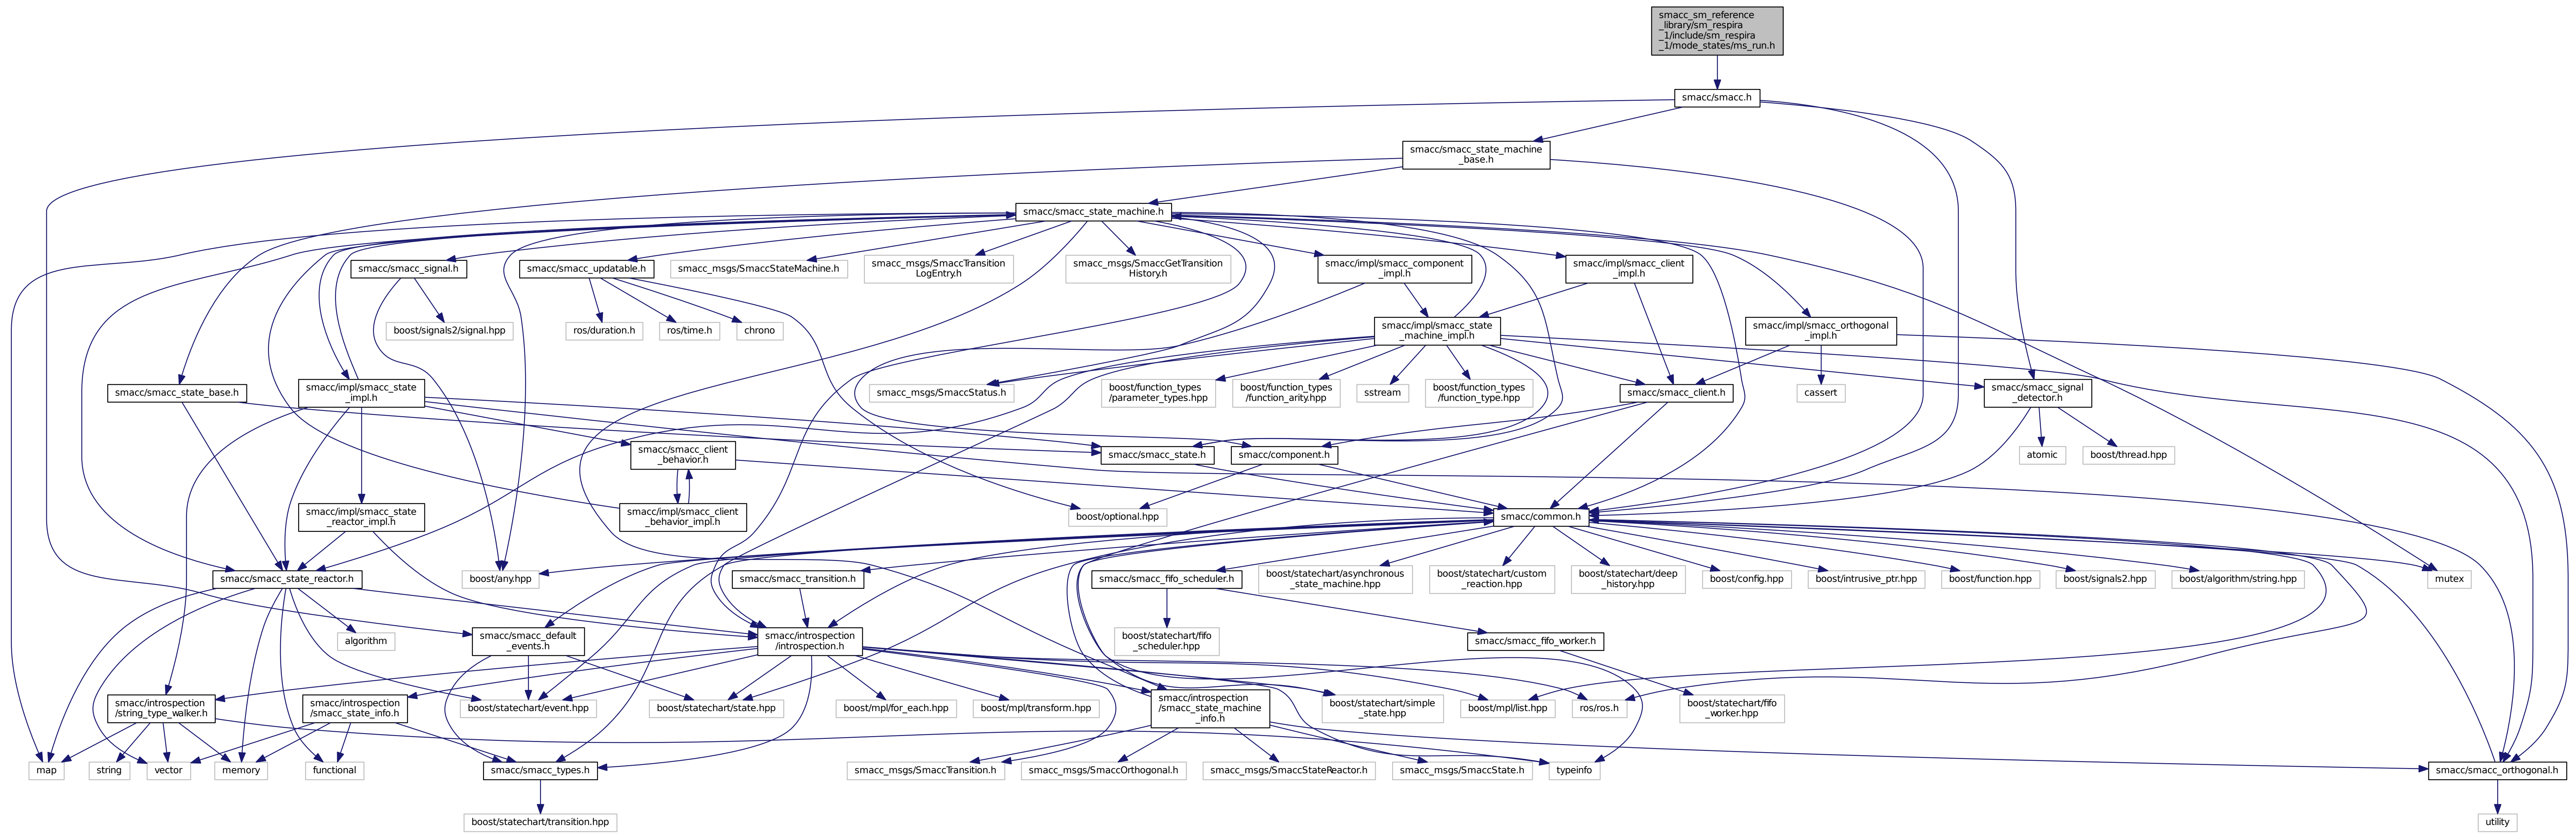 smacc_sm_reference
_library/sm_respira
_1/include/sm_respira
_1/mode_states/ms_run.h
smacc/smacc.h
smacc/smacc_state_machine
_base.h
smacc/smacc_state_machine.h
smacc/smacc_signal.h
smacc/smacc_updatable.h
smacc_msgs/SmaccStateMachine.h
smacc_msgs/SmaccTransition
LogEntry.h
smacc_msgs/SmaccGetTransition
History.h
smacc/impl/smacc_component
_impl.h
smacc/impl/smacc_client
_impl.h
boost/signals2/signal.hpp
ros/duration.h
ros/time.h
chrono
smacc/impl/smacc_state
_machine_impl.h
smacc/impl/smacc_orthogonal
_impl.h
smacc/smacc_state_base.h
smacc/impl/smacc_state
_impl.h
smacc_msgs/SmaccStatus.h
boost/function_types
/parameter_types.hpp
boost/function_types
/function_arity.hpp
sstream
boost/function_types
/function_type.hpp
smacc/smacc_client.h
cassert
smacc/smacc_signal
_detector.h
smacc/smacc_client
_behavior.h
smacc/smacc_state.h
smacc/component.h
atomic
boost/thread.hpp
smacc/impl/smacc_state
_reactor_impl.h
smacc/impl/smacc_client
_behavior_impl.h
boost/optional.hpp
smacc/common.h
smacc/smacc_state_reactor.h
boost/any.hpp
smacc/smacc_transition.h
smacc/smacc_fifo_scheduler.h
boost/statechart/asynchronous
_state_machine.hpp
boost/statechart/custom
_reaction.hpp
boost/statechart/deep
_history.hpp
boost/config.hpp
boost/intrusive_ptr.hpp
boost/function.hpp
boost/signals2.hpp
boost/algorithm/string.hpp
mutex
algorithm
smacc/smacc_default
_events.h
smacc/introspection
/introspection.h
boost/statechart/fifo
_scheduler.hpp
smacc/smacc_fifo_worker.h
smacc/introspection
/string_type_walker.h
smacc/introspection
/smacc_state_info.h
boost/statechart/event.hpp
boost/statechart/state.hpp
boost/mpl/for_each.hpp
boost/mpl/transform.hpp
smacc/introspection
/smacc_state_machine
_info.h
boost/statechart/simple
_state.hpp
boost/mpl/list.hpp
ros/ros.h
boost/statechart/fifo
_worker.hpp
map
string
vector
memory
functional
smacc/smacc_types.h
smacc_msgs/SmaccTransition.h
smacc_msgs/SmaccOrthogonal.h
smacc_msgs/SmaccStateReactor.h
smacc_msgs/SmaccState.h
typeinfo
smacc/smacc_orthogonal.h
boost/statechart/transition.hpp
utility